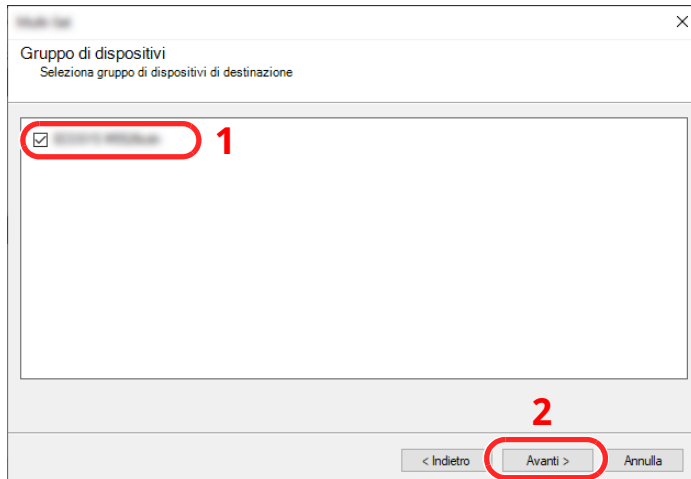 Gruppo di dispositivi
Seleziona gruppo di dispositivi di destinazione
1
2
< Indietro
Avanti >
Annulla